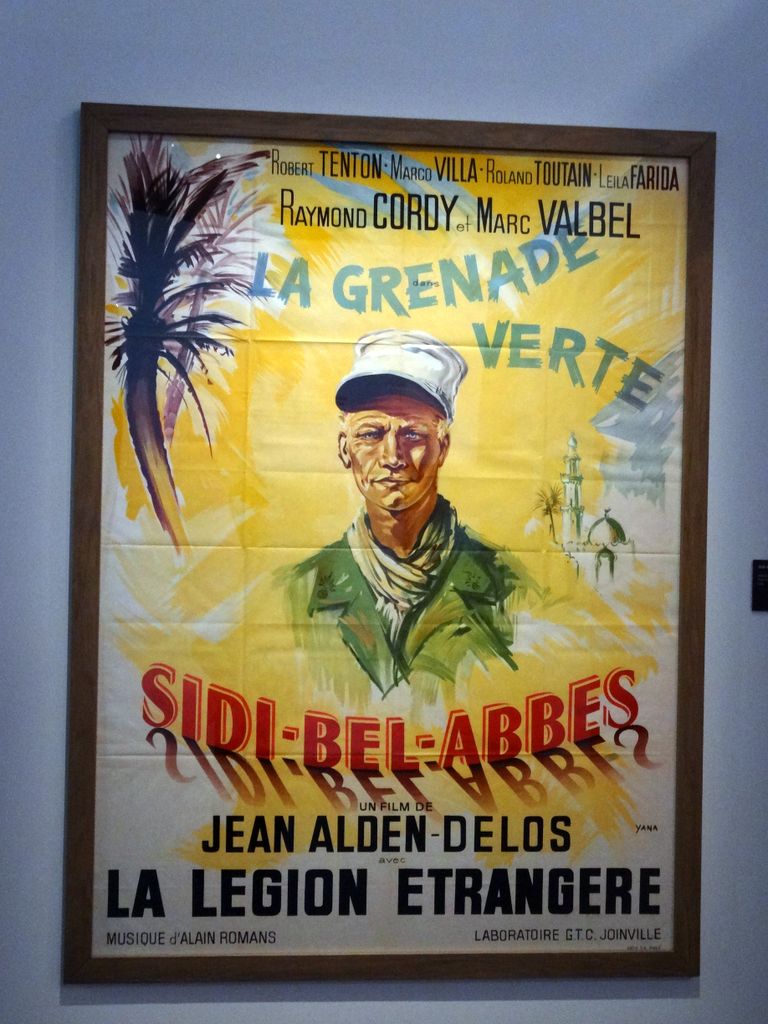 ROBERT TENTON · MARCO VILLA · ROLAND TOUTAIN · LEILA FARIDA
RAYMOND CORDY et MARC VALBEL
dans
LA GRENADE
VERTE
SIDI-BEL-ABBES
UN FILM DE
JEAN ALDEN-DELOS
YANA
avec
LA LEGION ETRANGERE
MUSIQUE d'ALAIN ROMANS
LABORATOIRE G.T.C. JOINVILLE